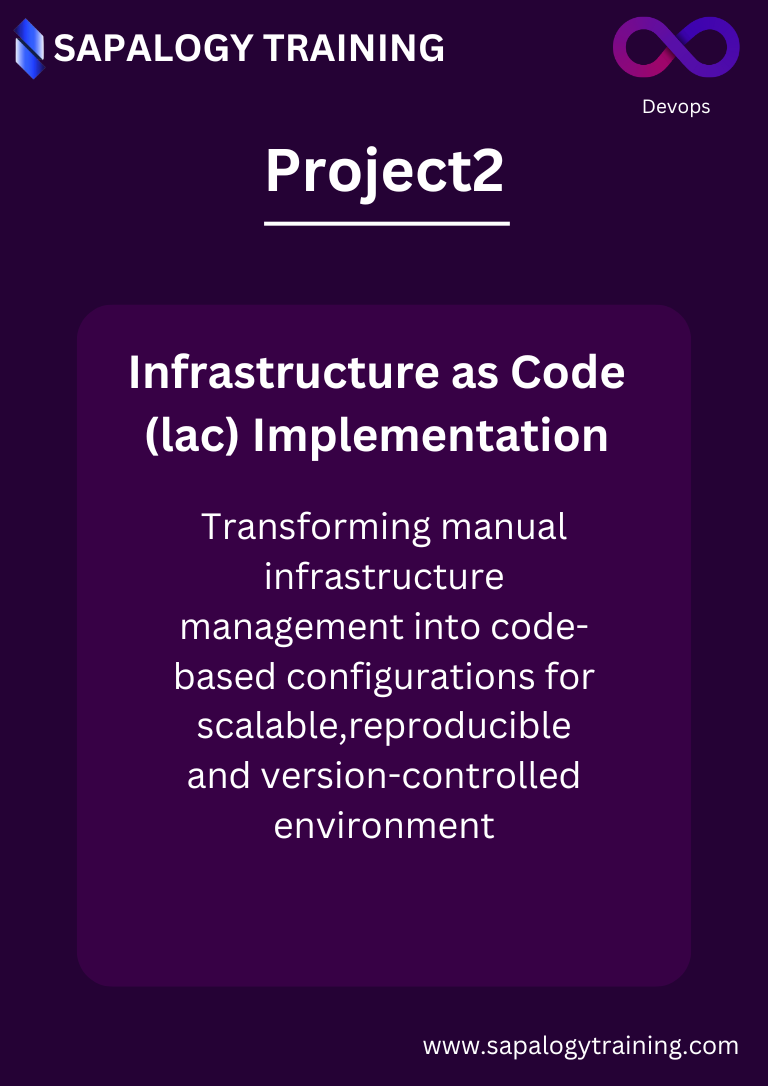 SAPALOGY TRAINING
Devops
Project2
Infrastructure as Code
(lac) Implementation
Transforming manual
infrastructure
management into code-
based configurations for
scalable,reproducible
and version-controlled
environment
www.sapalogytraining.com